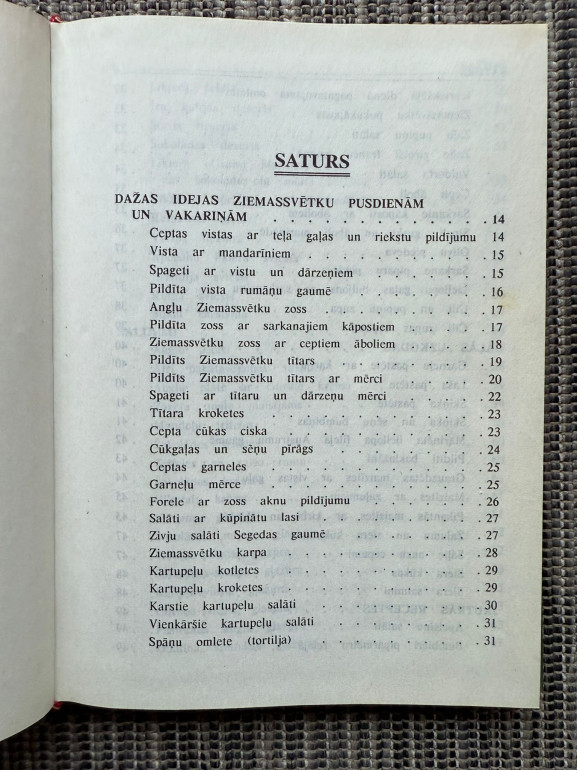 SATURS
DAŽAS IDEJAS ZIEMASSVĒTKU PUSDIENĀM
UN VAKARIŅĀM . . . . . . . . . . . . 14
Ceptas vistas ar teļa gaļas un riekstu pildījumu 14
Vista ar mandarīniem . . . . . . . . . 15
Spageti ar vistu un dārzeņiem . . . . . . . 15
Pildīta vista rumāņu gaumē . . . . . . . . 16
Angļu Ziemassvētku zoss . . . . . . . . . 17
Pildīta zoss ar sarkanajiem kāpostiem . . . . . 17
Ziemassvētku zoss ar ceptiem āboliem . . . . . 18
Pildīts Ziemassvētku tītars . . . . . . . . 19
Pildīts Ziemassvētku tītars ar mērci . . . . . 20
Spageti ar tītaru un dārzeņu mērci . . . . . 22
Tītara kroketes . . . . . . . . . . . 23
Cepta cūkas ciska . . . . . . . . . . 23
Cūkgaļas un sēņu pīrāgs . . . . . . . . . 24
Ceptas garneles . . . . . . . . . . . 25
Garneļu mērce . . . . . . . . . . . 25
Forele ar zoss aknu pildījumu . . . . . . . 26
Salāti ar kūpinātu lasi . . . . . . . . . 27
Zivju salāti Segedas gaumē . . . . . . . . 27
Ziemassvētku karpa . . . . . . . . . . 28
Kartupeļu kotletes . . . . . . . . . . 29
Kartupeļu kroketes . . . . . . . . . . 29
Karstie kartupeļu salāti . . . . . . . . . 30
Vienkāršie kartupeļu salāti . . . . . . . . 31
Spāņu omlete (tortilja) . . . . . . . . . 31